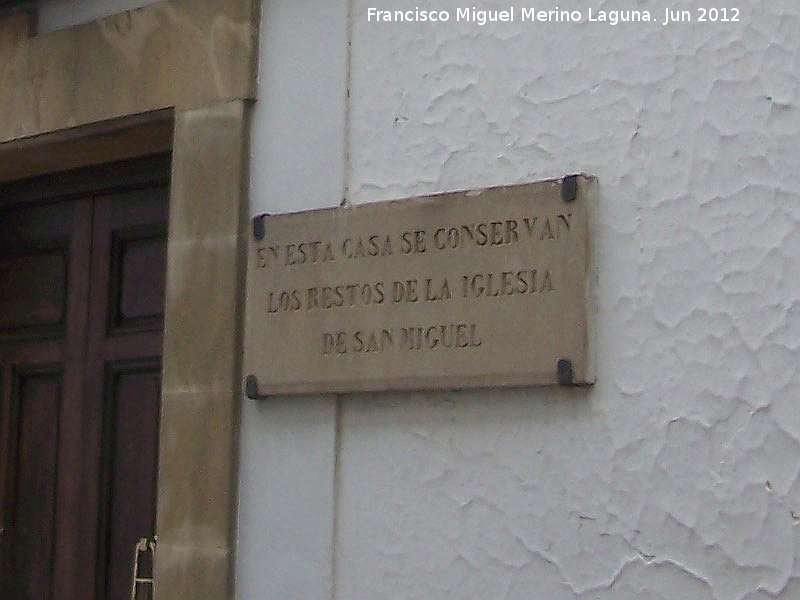 Francisco Miguel Merino Laguna. Jun 2012
EN ESTA CASA SE CONSERVAN
LOS RESTOS DE LA IGLESIA
DE SAN MIGUEL